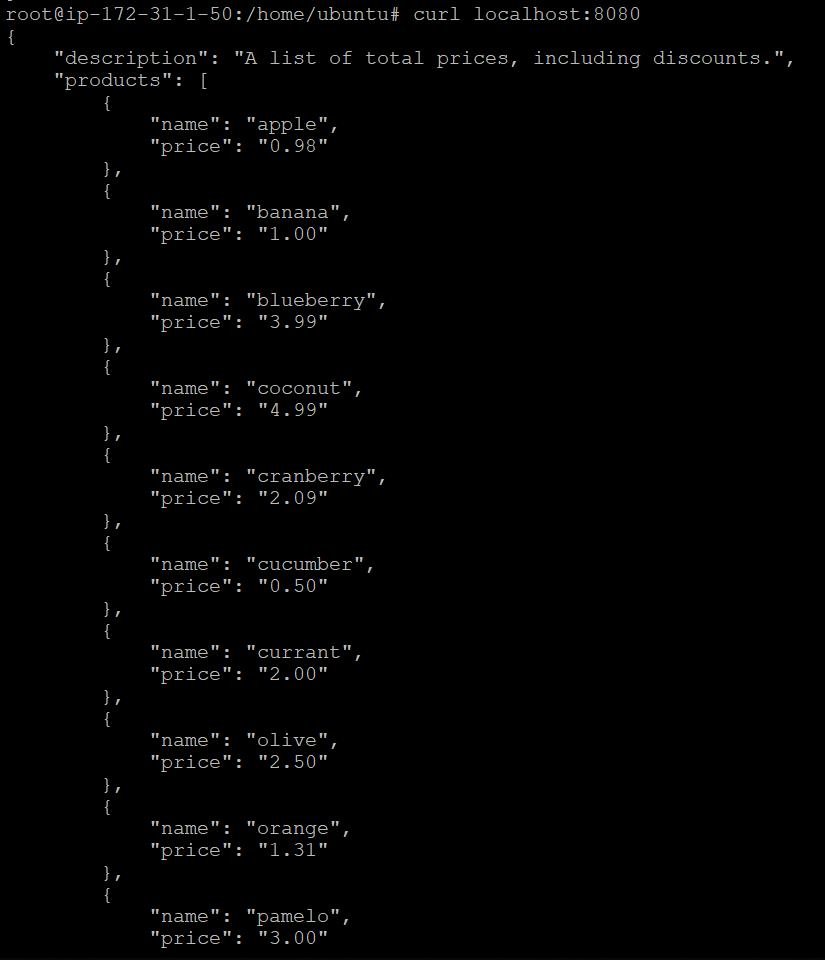 root@ip-172-31-1-50:/home/ubuntu# curl localhost:8080
{
    "description": "A list of total prices, including discounts.",
    "products": [
        {
            "name": "apple",
            "price": "0.98"
        },
        {
            "name": "banana",
            "price": "1.00"
        },
        {
            "name": "blueberry",
            "price": "3.99"
        },
        {
            "name": "coconut",
            "price": "4.99"
        },
        {
            "name": "cranberry",
            "price": "2.09"
        },
        {
            "name": "cucumber",
            "price": "0.50"
        },
        {
            "name": "currant",
            "price": "2.00"
        },
        {
            "name": "olive",
            "price": "2.50"
        },
        {
            "name": "orange",
            "price": "1.31"
        },
        {
            "name": "pamelo",
            "price": "3.00"